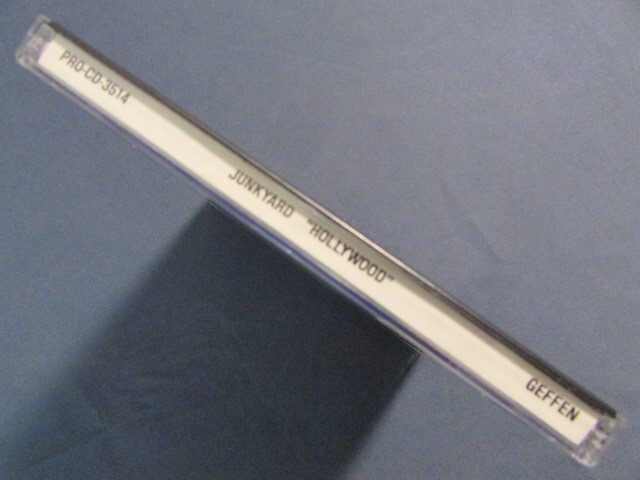 PRO-CD-3514 JUNKYARD "HOLLYWOOD" GEFFEN